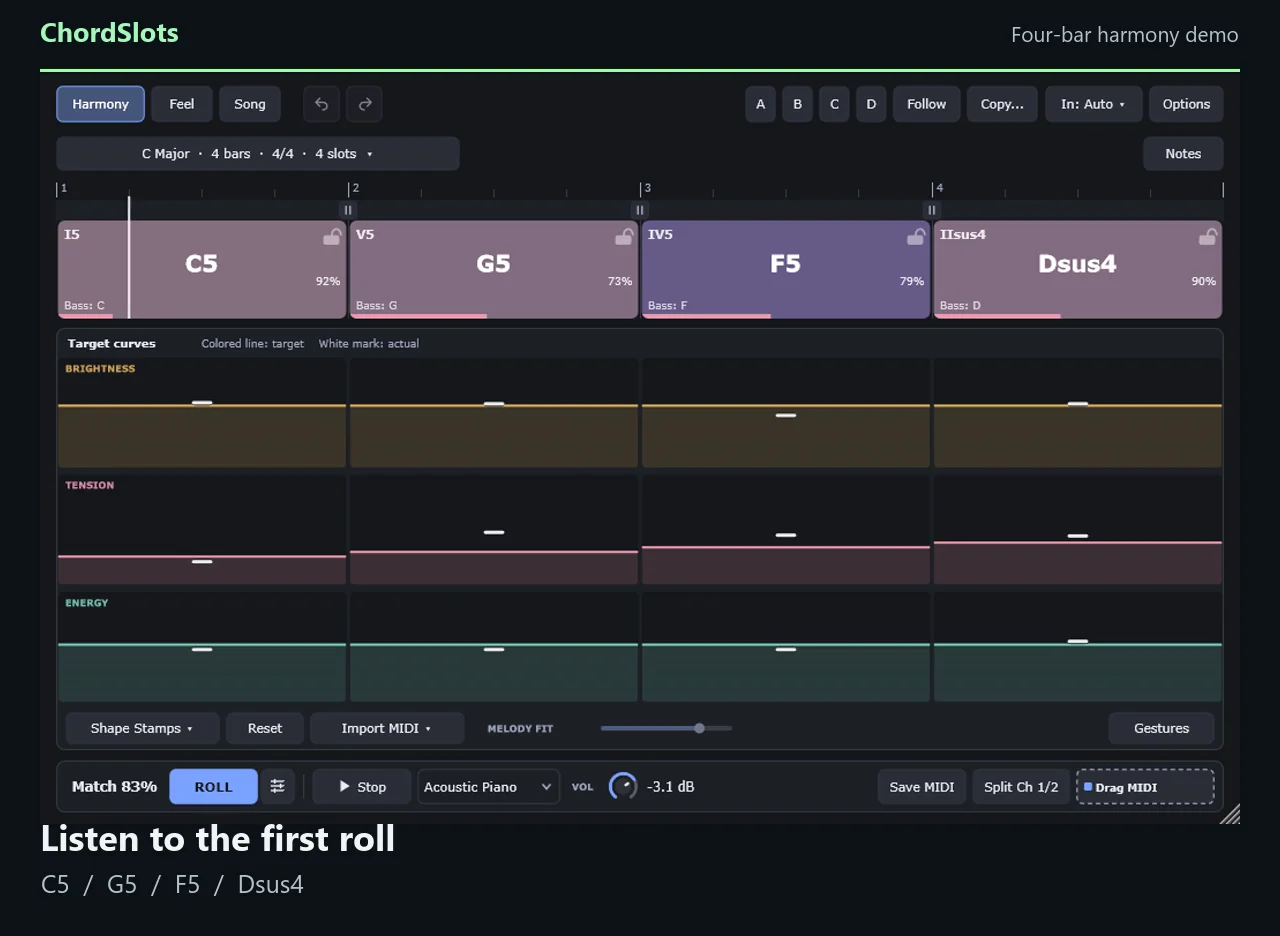 ChordSlots
Four-bar harmony demo
Harmony Feel Song A B C D Follow Copy... In: Auto Options
C Major · 4 bars · 4/4 · 4 slots Notes
1 2 3 4
I5 V5 IV5 IIsus4
C5 G5 F5 Dsus4
92% 73% 79% 90%
Bass: C Bass: G Bass: F Bass: D
Target curves Colored line: target White mark: actual
BRIGHTNESS
TENSION
ENERGY
Shape Stamps Reset Import MIDI MELODY FIT Gestures
Match 83% ROLL Stop Acoustic Piano VOL -3.1 dB Save MIDI Split Ch 1/2 Drag MIDI
Listen to the first roll
C5 / G5 / F5 / Dsus4